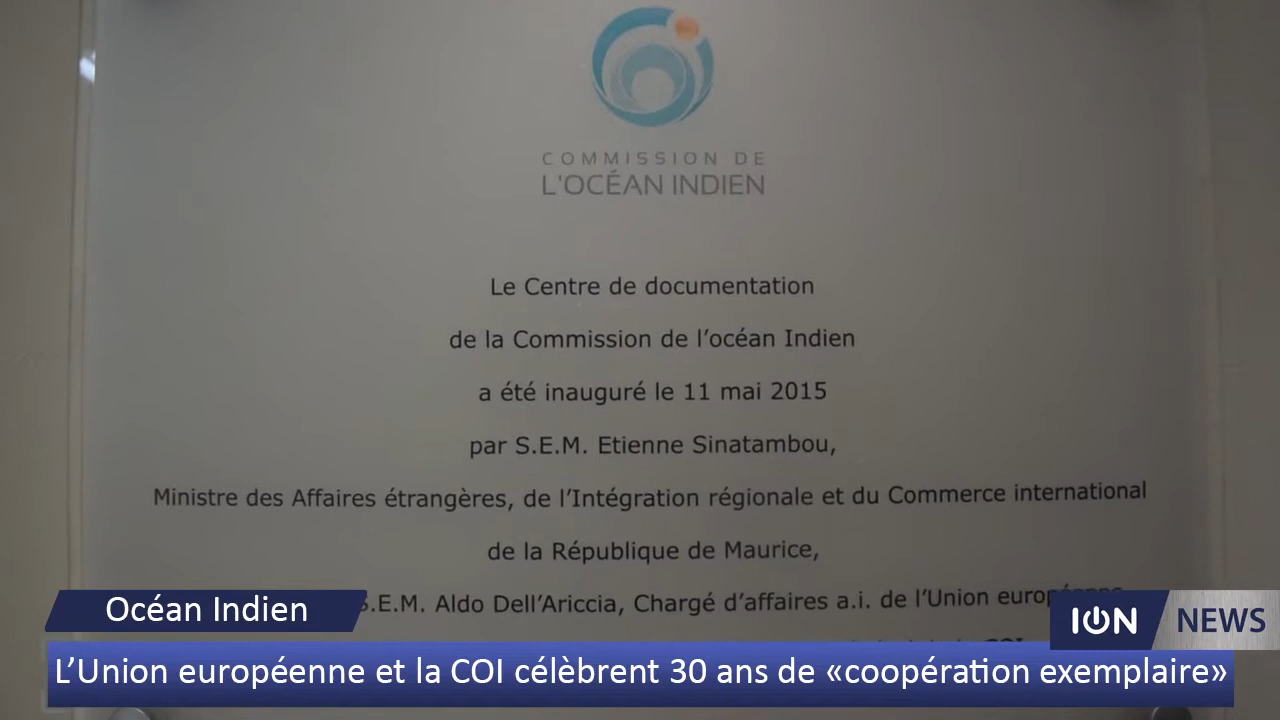 COMMISSION DE
L'OCÉAN INDIEN
Le Centre de documentation
de la Commission de l'océan Indien
a été inauguré le 11 mai 2015
par S.E.M. Etienne Sinatambou,
Ministre des Affaires étrangères, de l'Intégration régionale et du Commerce international
de la République de Maurice,
S.E.M. Aldo Dell'Ariccia, Chargé d'affaires a.i. de l'Union européenne
Océan Indien
ION NEWS
L'Union européenne et la COI célèbrent 30 ans de «coopération exemplaire»